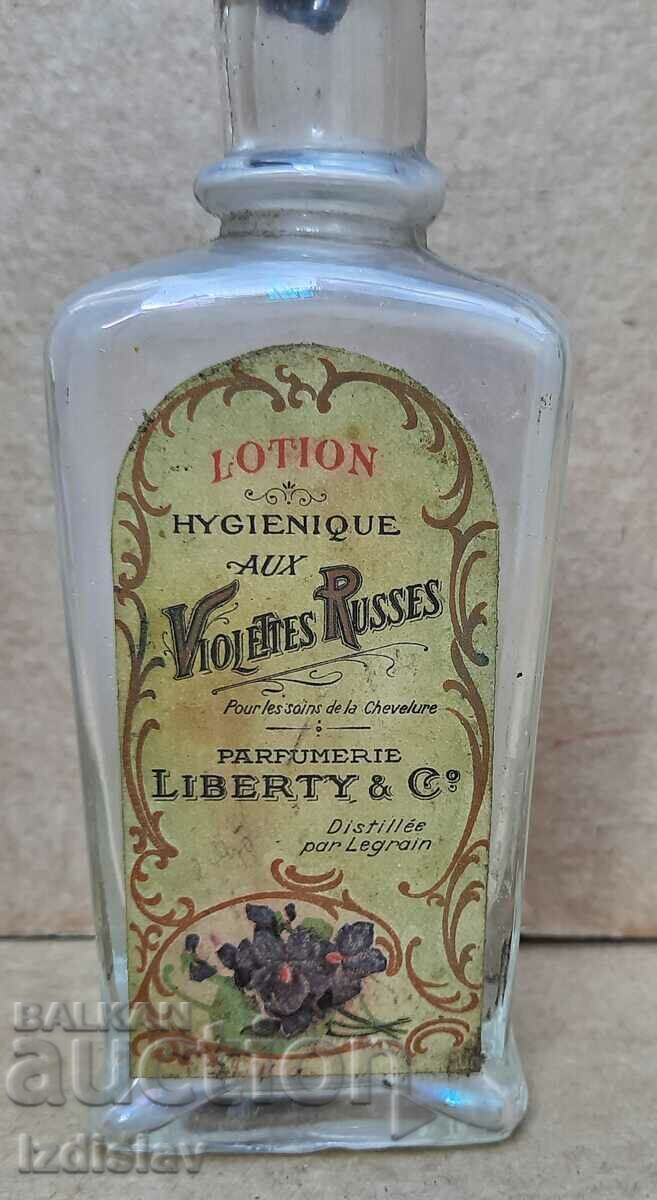 LOTION
HYGIENIQUE
AUX
VIOLETTES RUSSES
Pour les soins de la Chevelure
PARFUMERIE
LIBERTY & Cº
Distillée
par Legrain
BALKAN
auction
Izdislav